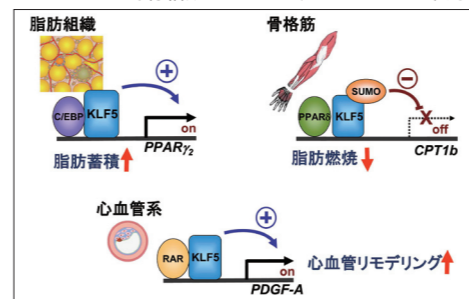 脂肪組織
C/EBP
KLF5
+
on
PPARγ2
脂肪蓄積
骨格筋
SUMO
PPARδ
KLF5
−
X
off
CPT1b
脂肪燃焼
心血管系
RAR
KLF5
+
on
PDGF-A
心血管リモデリング